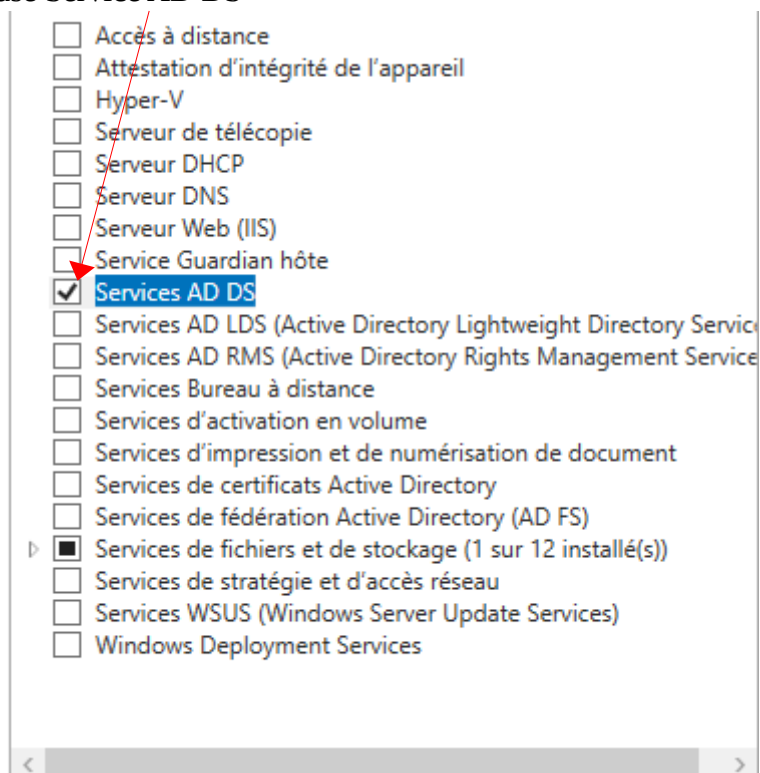 Service AD DS
Accès à distance
Attestation d'intégrité de l'appareil
Hyper-V
Serveur de télécopie
Serveur DHCP
Serveur DNS
Serveur Web (IIS)
Service Guardian hôte
Services AD DS
Services AD LDS (Active Directory Lightweight Directory Servic
Services AD RMS (Active Directory Rights Management Service
Services Bureau à distance
Services d'activation en volume
Services d'impression et de numérisation de document
Services de certificats Active Directory
Services de fédération Active Directory (AD FS)
Services de fichiers et de stockage (1 sur 12 installé(s))
Services de stratégie et d'accès réseau
Services WSUS (Windows Server Update Services)
Windows Deployment Services